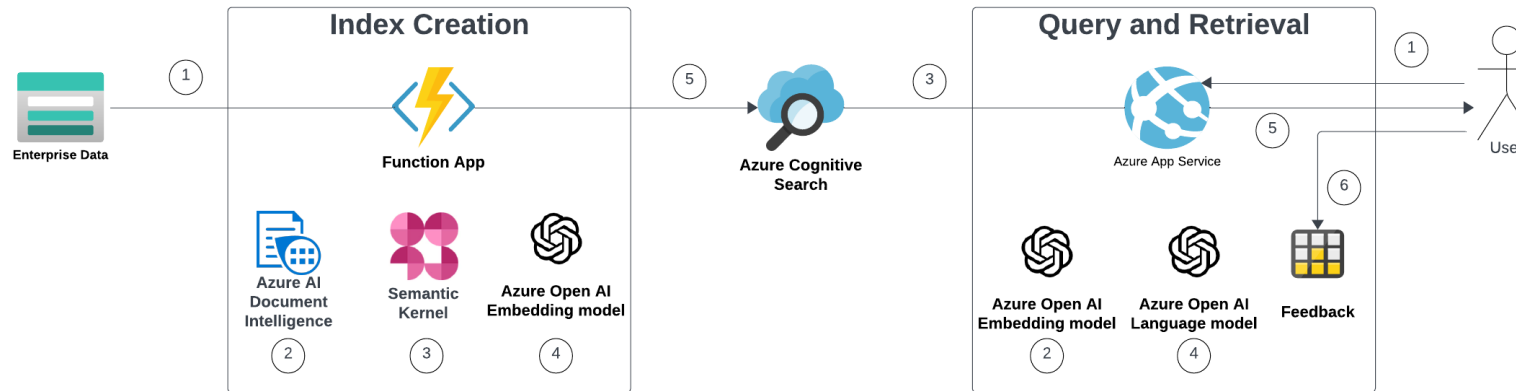 Index Creation
Query and Retrieval
1
5
3
1
5
6
Enterprise Data
Function App
Azure Cognitive
Search
Azure App Service
Use
Azure AI
Document
Intelligence
2
Semantic
Kernel
3
Azure Open AI
Embedding model
4
Azure Open AI
Embedding model
2
Azure Open AI
Language model
4
Feedback